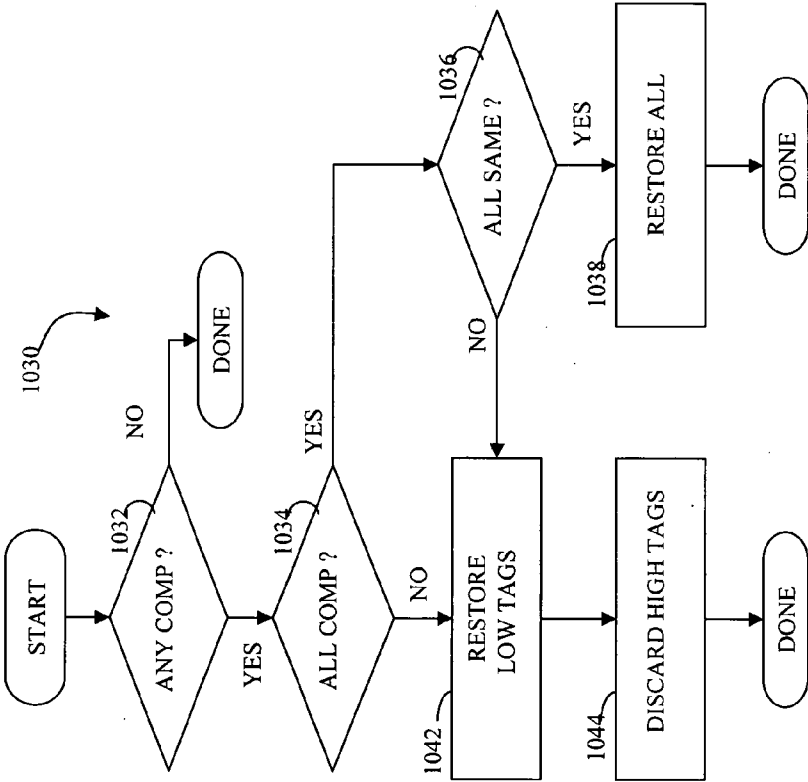 1030
START
1032
ANY COMP ?
NO
DONE
YES
1034
ALL COMP ?
YES
NO
1036
ALL SAME ?
NO
YES
1042
RESTORE
LOW TAGS
1038
RESTORE ALL
1044
DISCARD HIGH TAGS
DONE
DONE